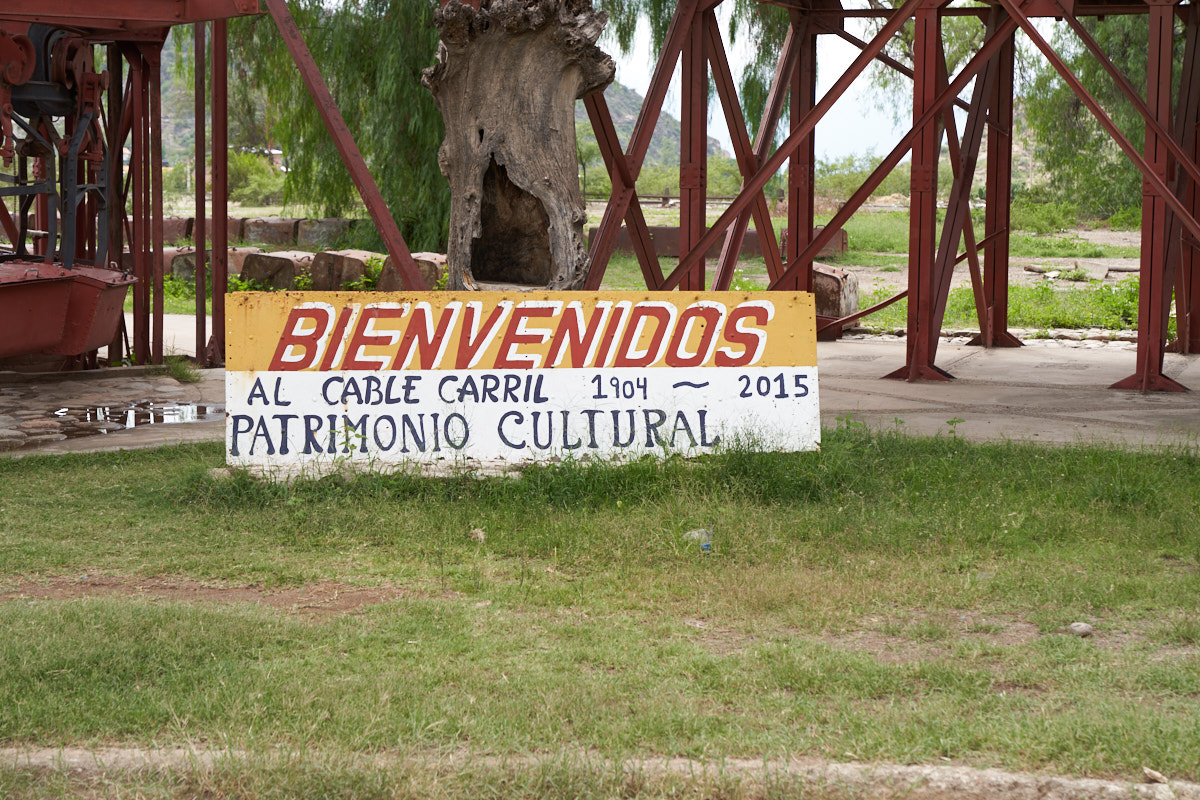 BIENVENIDOS
AL CABLE CARRIL 1904 ~ 2015
PATRIMONIO CULTURAL